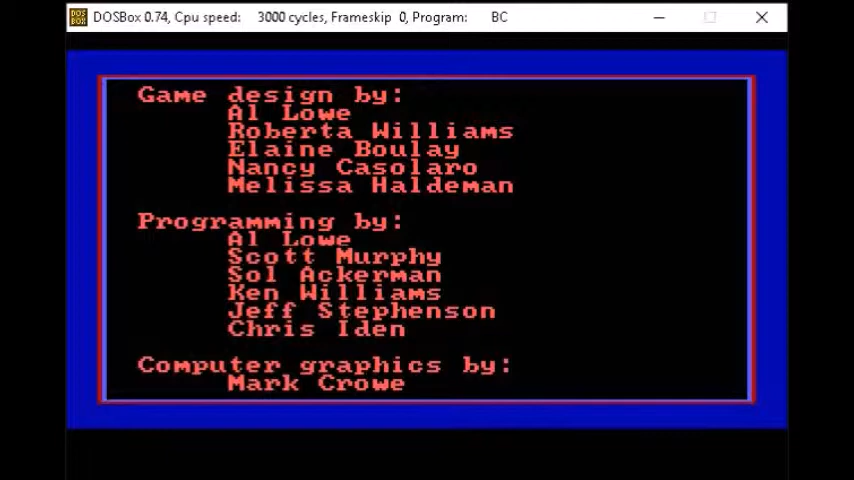 DOSBox 0.74, Cpu speed: 3000 cycles, Frameskip 0, Program: BC
Game design by:
Al Lowe
Roberta Williams
Elaine Boulay
Nancy Casolaro
Melissa Haldeman
Programming by:
Al Lowe
Scott Murphy
Sol Ackerman
Ken Williams
Jeff Stephenson
Chris Iden
Computer graphics by:
Mark Crowe